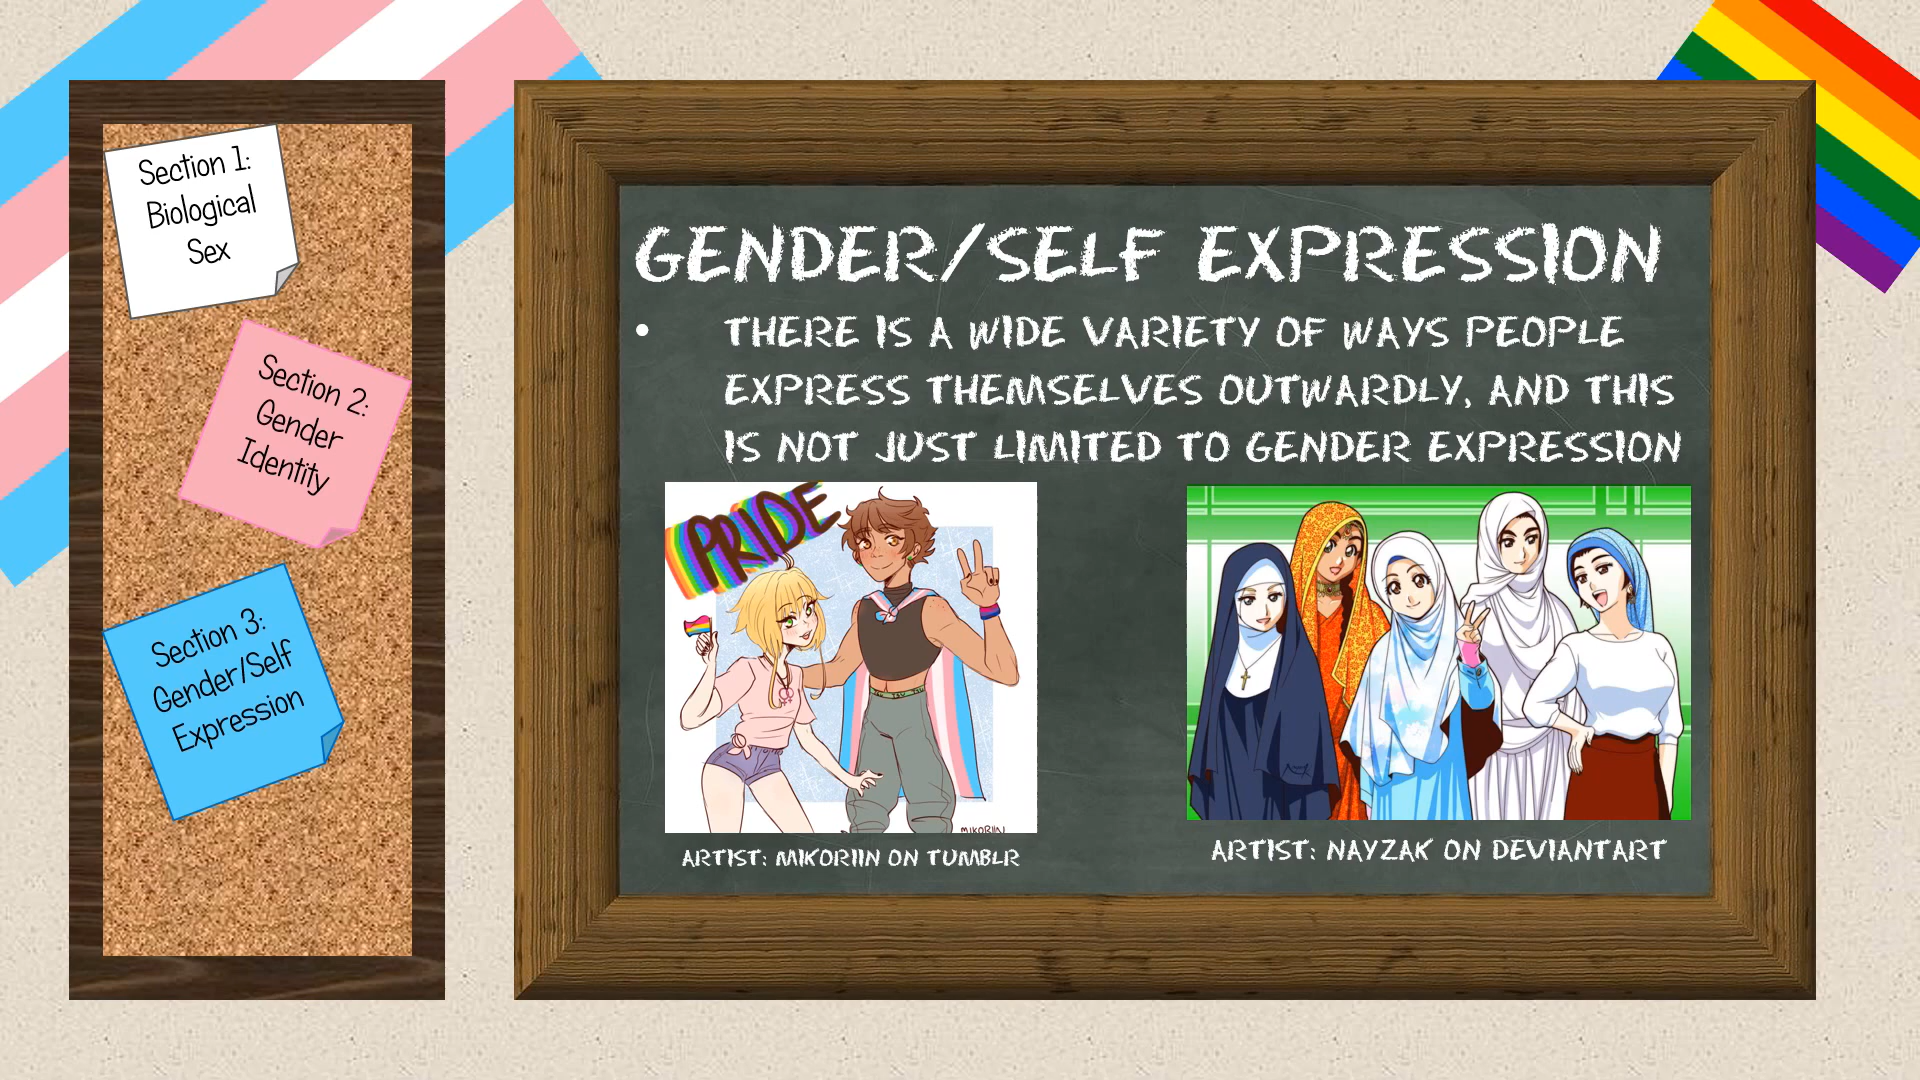 Section 1:
Biological
Sex
Section 2:
Gender
Identity
Section 3:
Gender/Self
Expression
GENDER/SELF EXPRESSION
• THERE IS A WIDE VARIETY OF WAYS PEOPLE
EXPRESS THEMSELVES OUTWARDLY, AND THIS
IS NOT JUST LIMITED TO GENDER EXPRESSION
PRIDE
MIKORIIN
ARTIST: MIKORIIN ON TUMBLR
ARTIST: NAYZAK ON DEVIANTART